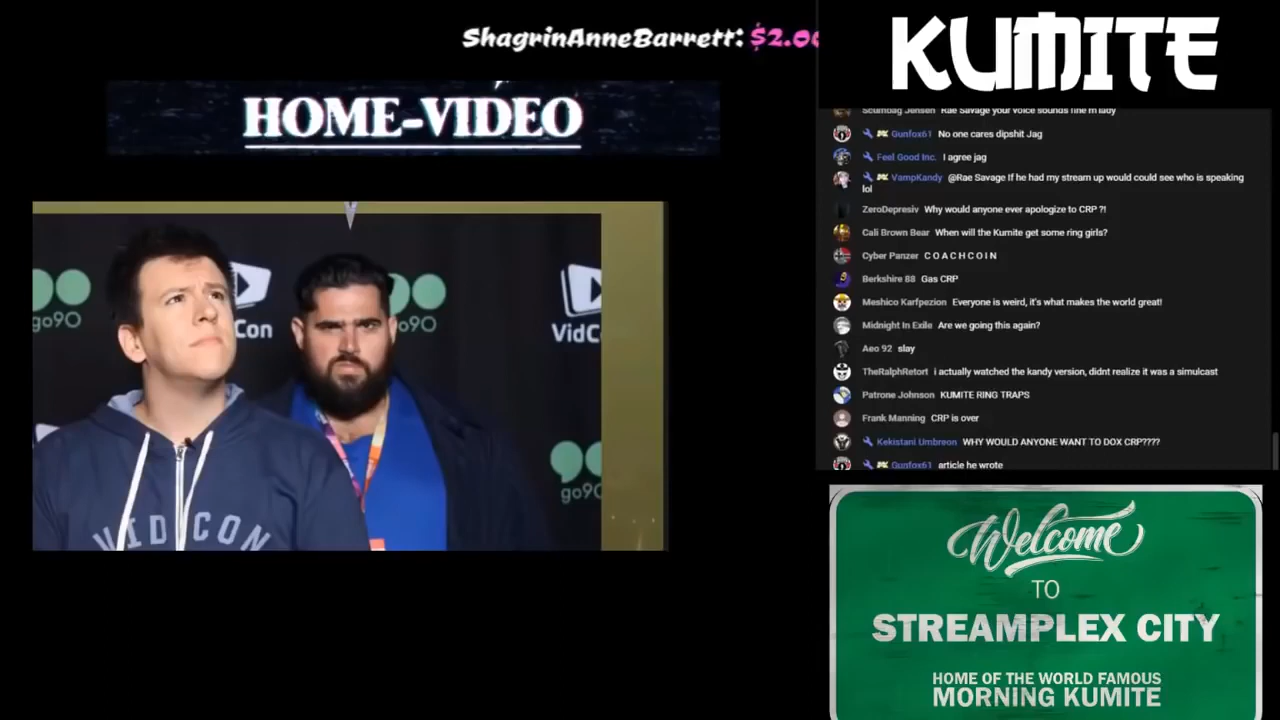 ShagrinAnneBarrett: $2.00
KUMITE
HOME-VIDEO
Scumbag Jensen Rae Savage your voice sounds fine m lady
Gunfox61 No one cares dipshit Jag
Feel Good Inc. I agree jag
VampKandy @Rae Savage If he had my stream up would could see who is speaking
lol
ZeroDepresiv Why would anyone ever apologize to CRP ?!
Cali Brown Bear When will the Kumite get some ring girls?
Cyber Panzer C O A C H C O I N
Berkshire 88 Gas CRP
Meshico Karfpezion Everyone is weird, it's what makes the world great!
Midnight In Exile Are we going this again?
Aeo 92 slay
TheRalphRetort i actually watched the kandy version, didnt realize it was a simulcast
Patrone Johnson KUMITE RING TRAPS
Frank Manning CRP is over
Kekistani Umbreon WHY WOULD ANYONE WANT TO DOX CRP????
Gunfox61 article he wrote
go90
Con
go90
VidC
go90
VIDCON
Welcome
TO
STREAMPLEX CITY
HOME OF THE WORLD FAMOUS
MORNING KUMITE